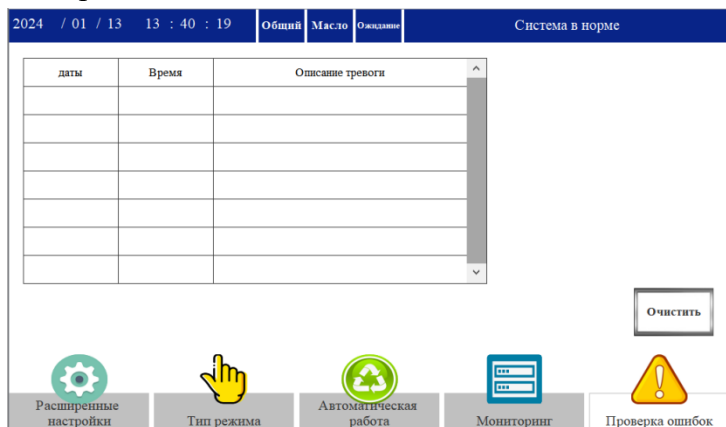 2024 / 01 / 13 13 : 40 : 19 Общий Масло Ожидание Система в норме
даты Время Описание тревоги
Очистить
Расширенные настройки
Тип режима
Автоматическая работа
Мониторинг
Проверка ошибок